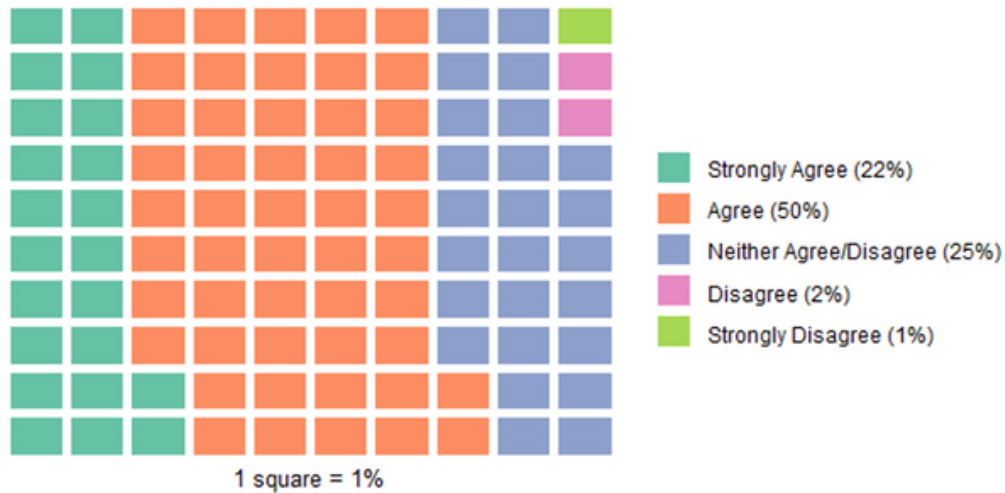 Strongly Agree (22%)
Agree (50%)
Neither Agree/Disagree (25%)
Disagree (2%)
Strongly Disagree (1%)
1 square = 1%